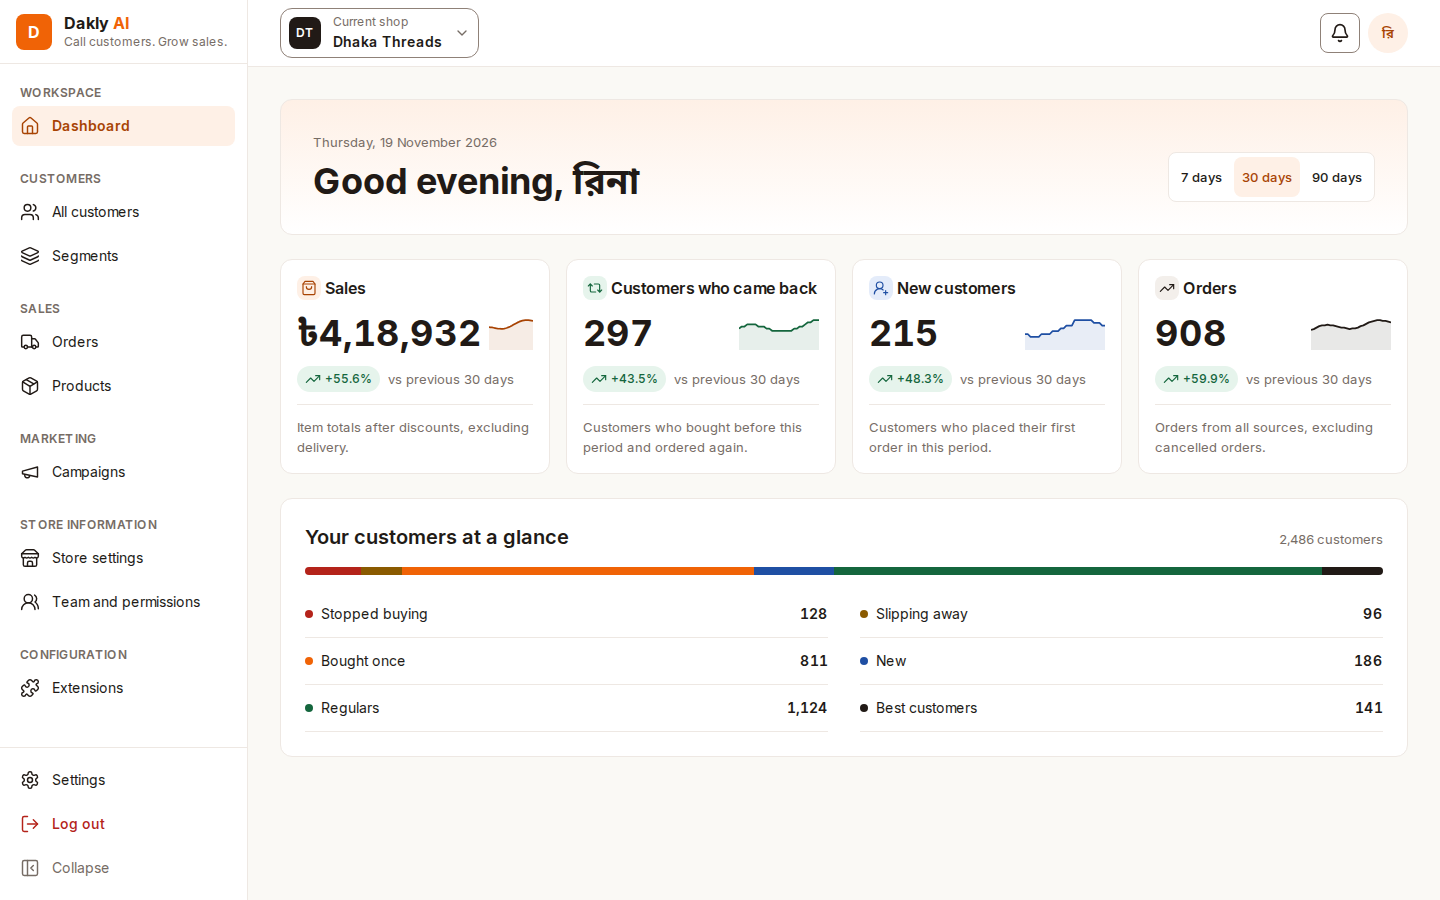 D
Dakly AI
Call customers. Grow sales.
DT
Current shop
Dhaka Threads
রি
WORKSPACE
Dashboard
CUSTOMERS
All customers
Segments
SALES
Orders
Products
MARKETING
Campaigns
STORE INFORMATION
Store settings
Team and permissions
CONFIGURATION
Extensions
Settings
Log out
Collapse
Thursday, 19 November 2026
Good evening, রিনা
7 days 30 days 90 days
Sales
৳4,18,932
+55.6% vs previous 30 days
Item totals after discounts, excluding
delivery.
Customers who came back
297
+43.5% vs previous 30 days
Customers who bought before this
period and ordered again.
New customers
215
+48.3% vs previous 30 days
Customers who placed their first
order in this period.
Orders
908
+59.9% vs previous 30 days
Orders from all sources, excluding
cancelled orders.
Your customers at a glance
2,486 customers
Stopped buying 128
Slipping away 96
Bought once 811
New 186
Regulars 1,124
Best customers 141